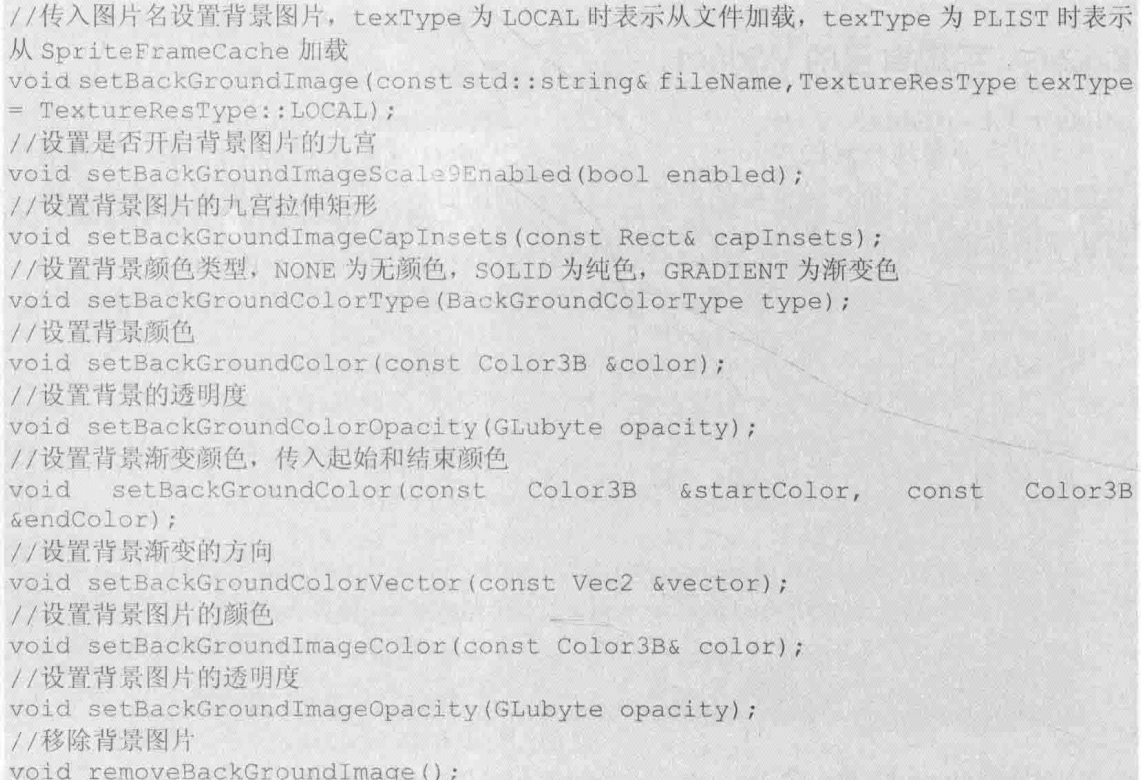 //传入图片名设置背景图片，texType 为 LOCAL 时表示从文件加载，texType 为 PLIST 时表示
从 SpriteFrameCache 加载
void setBackGroundImage(const std::string& fileName,TextureResType texType
= TextureResType::LOCAL);
//设置是否开启背景图片的九宫
void setBackGroundImageScale9Enabled(bool enabled);
//设置背景图片的九宫拉伸矩形
void setBackGroundImageCapInsets(const Rect& capInsets);
//设置背景颜色类型，NONE 为无颜色，SOLID 为纯色，GRADIENT 为渐变色
void setBackGroundColorType(BackGroundColorType type);
//设置背景颜色
void setBackGroundColor(const Color3B &color);
//设置背景的透明度
void setBackGroundColorOpacity(GLubyte opacity);
//设置背景渐变颜色，传入起始和结束颜色
void setBackGroundColor(const Color3B &startColor, const Color3B
&endColor);
//设置背景渐变的方向
void setBackGroundColorVector(const Vec2 &vector);
//设置背景图片的颜色
void setBackGroundImageColor(const Color3B& color);
//设置背景图片的透明度
void setBackGroundImageOpacity(GLubyte opacity);
//移除背景图片
void removeBackGroundImage();